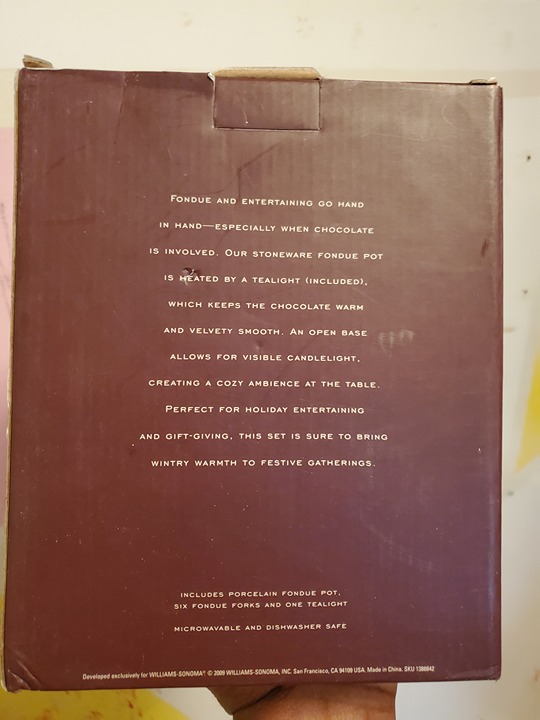 FONDUE AND ENTERTAINING GO HAND
IN HAND—ESPECIALLY WHEN CHOCOLATE
IS INVOLVED. OUR STONEWARE FONDUE POT
IS HEATED BY A TEALIGHT (INCLUDED),
WHICH KEEPS THE CHOCOLATE WARM
AND VELVETY SMOOTH. AN OPEN BASE
ALLOWS FOR VISIBLE CANDLELIGHT,
CREATING A COZY AMBIENCE AT THE TABLE.
PERFECT FOR HOLIDAY ENTERTAINING
AND GIFT-GIVING, THIS SET IS SURE TO BRING
WINTRY WARMTH TO FESTIVE GATHERINGS.
INCLUDES PORCELAIN FONDUE POT,
SIX FONDUE FORKS AND ONE TEALIGHT
MICROWAVABLE AND DISHWASHER SAFE
Developed exclusively for WILLIAMS-SONOMA® © 2009 WILLIAMS-SONOMA, INC. San Francisco, CA 94109 USA. Made in China. SKU